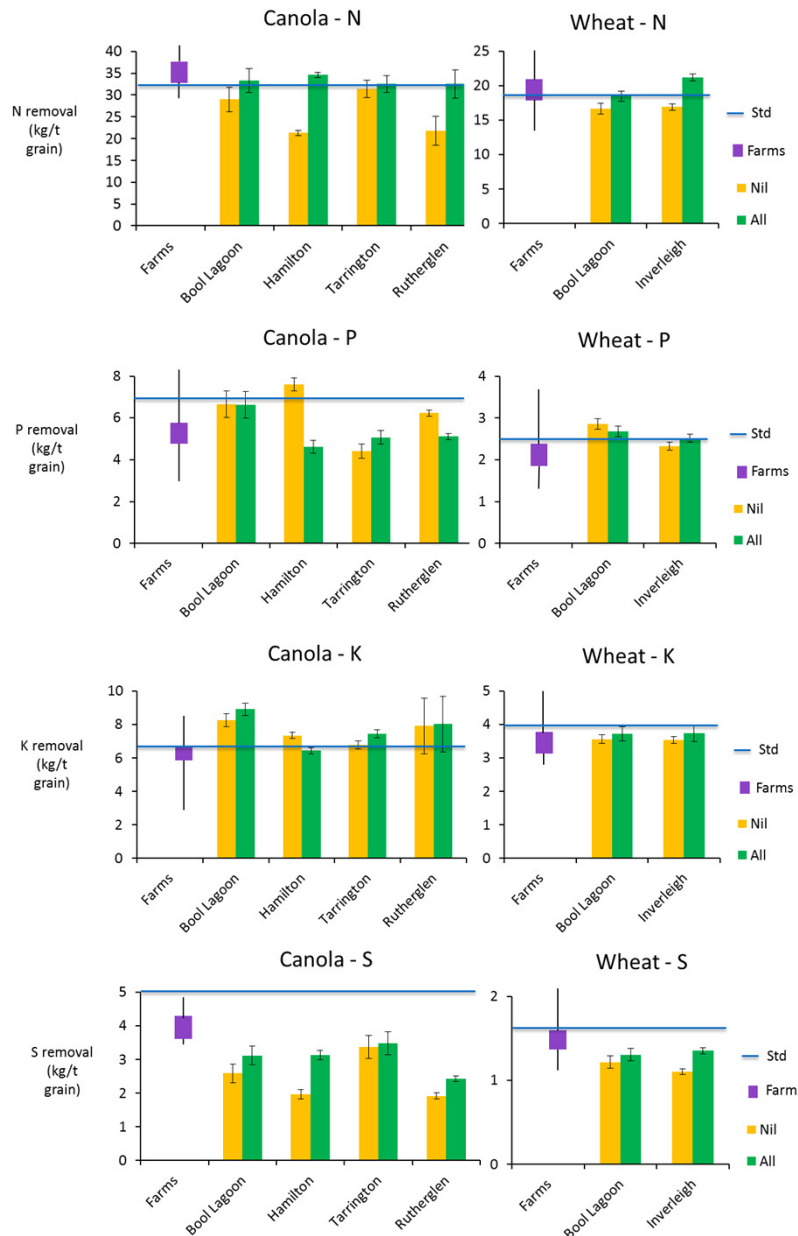 Canola - N
N removal
(kg/t
grain)
40
35
30
25
20
15
10
5
0
Farms
Bool Lagoon
Hamilton
Tarrington
Rutherglen
Wheat - N
25
20
15
10
5
0
Farms
Bool Lagoon
Inverleigh
Std
Farms
Nil
All
Canola - P
P removal
(kg/t
grain)
8
6
4
2
0
Farms
Bool Lagoon
Hamilton
Tarrington
Rutherglen
Wheat - P
4
3
2
1
0
Farms
Bool Lagoon
Inverleigh
Std
Farms
Nil
All
Canola - K
K removal
(kg/t
grain)
10
8
6
4
2
0
Farms
Bool Lagoon
Hamilton
Tarrington
Rutherglen
Wheat - K
5
4
3
2
1
0
Farms
Bool Lagoon
Inverleigh
Std
Farms
Nil
All
Canola - S
S removal
(kg/t
grain)
5
4
3
2
1
0
Farms
Bool Lagoon
Hamilton
Tarrington
Rutherglen
Wheat - S
2
1
0
Farms
Bool Lagoon
Inverleigh
Std
Farm
Nil
All